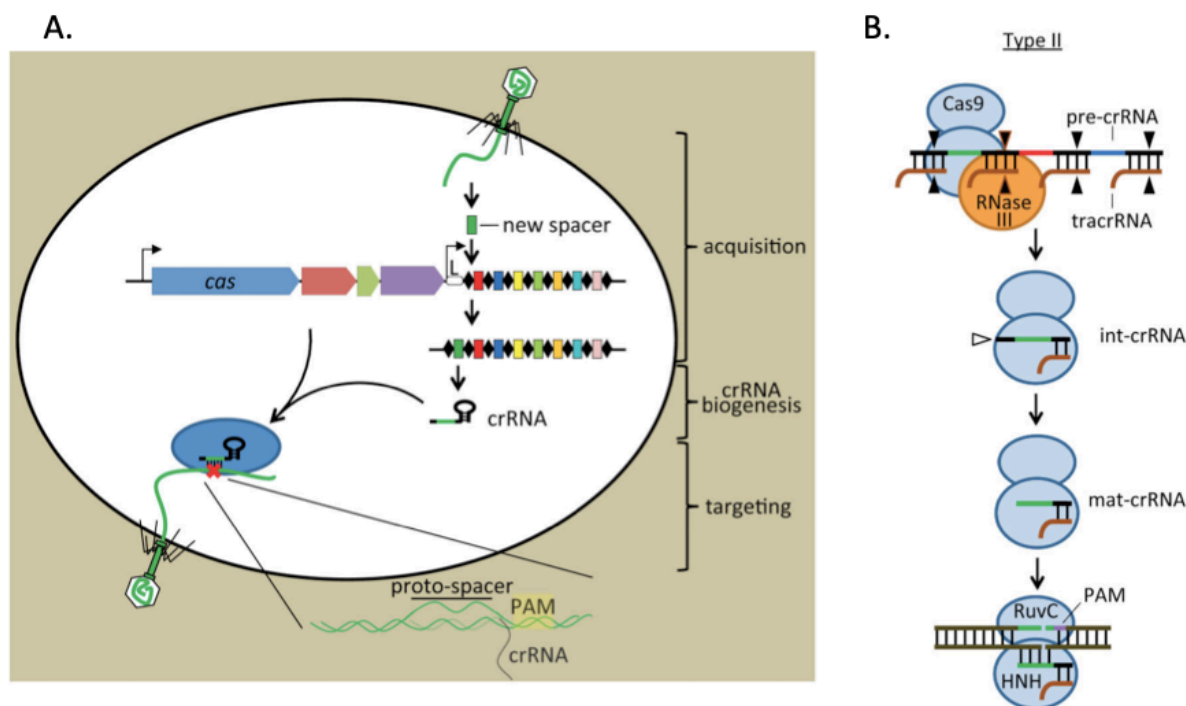 A.
new spacer
acquisition
cas
L
crRNA
biogenesis
crRNA
targeting
proto-spacer
PAM
crRNA
B.
Type II
Cas9
pre-crRNA
RNase
III
tracrRNA
int-crRNA
mat-crRNA
RuvC
PAM
HNH